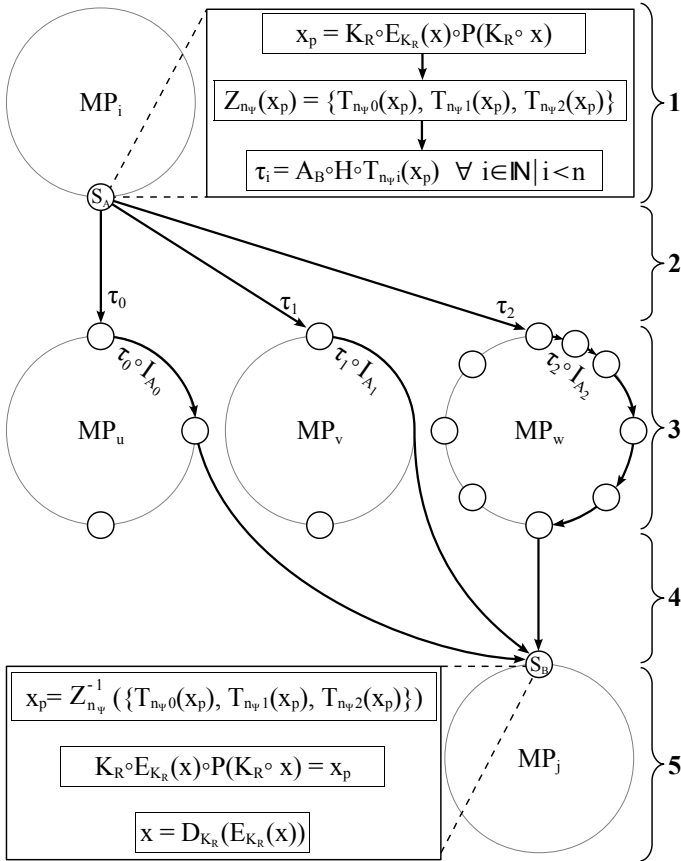 MPᵢ
x_p = K_R∘E_{K_R}(x)∘P(K_R∘ x)
Z_{n_Ψ}(x_p) = {T_{n_Ψ0}(x_p), T_{n_Ψ1}(x_p), T_{n_Ψ2}(x_p)}
τ_i = A_B∘H∘T_{n_Ψi}(x_p) ∀ i∈ℕ| i<n
1
S_A
2
τ_0
τ_1
τ_2
τ_0∘I_{A_0}
τ_1∘I_{A_1}
τ_2∘I_{A_2}
MP_u
MP_v
MP_w
3
4
S_B
x_p = Z_{n_Ψ}^{-1} ({T_{n_Ψ0}(x_p), T_{n_Ψ1}(x_p), T_{n_Ψ2}(x_p)})
K_R∘E_{K_R}(x)∘P(K_R∘ x) = x_p
x = D_{K_R}(E_{K_R}(x))
MP_j
5